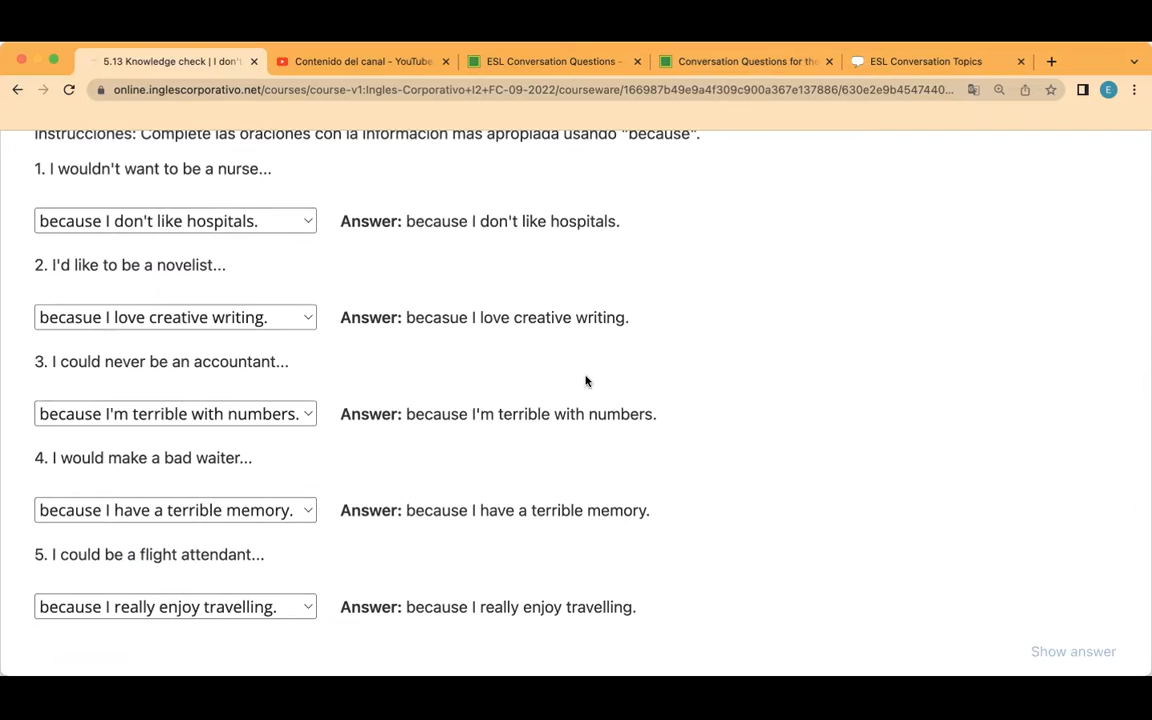 5.13 Knowledge check | I don't
Contenido del canal - YouTube
ESL Conversation Questions -
Conversation Questions for the
ESL Conversation Topics
online.inglescorporativo.net/courses/course-v1:Ingles-Corporativo+I2+FC-09-2022/courseware/166987b49e9a4f309c900a367e137886/630e2e9b4547440...
E
Instrucciones: Complete las oraciones con la información más apropiada usando "because".
1. I wouldn't want to be a nurse...
because I don't like hospitals. Answer: because I don't like hospitals.
2. I'd like to be a novelist...
becasue I love creative writing. Answer: becasue I love creative writing.
3. I could never be an accountant...
because I'm terrible with numbers. Answer: because I'm terrible with numbers.
4. I would make a bad waiter...
because I have a terrible memory. Answer: because I have a terrible memory.
5. I could be a flight attendant...
because I really enjoy travelling. Answer: because I really enjoy travelling.
Show answer